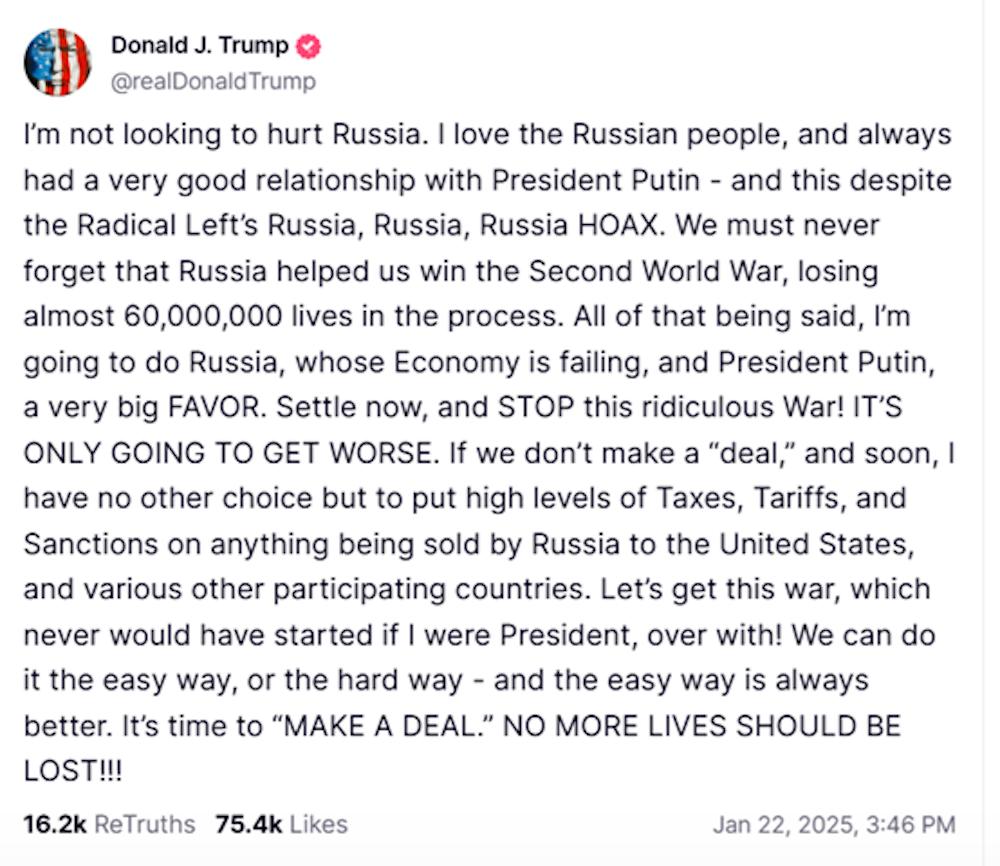 Donald J. Trump
@realDonaldTrump
I’m not looking to hurt Russia. I love the Russian people, and always
had a very good relationship with President Putin - and this despite
the Radical Left’s Russia, Russia, Russia HOAX. We must never
forget that Russia helped us win the Second World War, losing
almost 60,000,000 lives in the process. All of that being said, I’m
going to do Russia, whose Economy is failing, and President Putin,
a very big FAVOR. Settle now, and STOP this ridiculous War! IT’S
ONLY GOING TO GET WORSE. If we don’t make a “deal,” and soon, I
have no other choice but to put high levels of Taxes, Tariffs, and
Sanctions on anything being sold by Russia to the United States,
and various other participating countries. Let’s get this war, which
never would have started if I were President, over with! We can do
it the easy way, or the hard way - and the easy way is always
better. It’s time to “MAKE A DEAL.” NO MORE LIVES SHOULD BE
LOST!!!
16.2k ReTruths 75.4k Likes Jan 22, 2025, 3:46 PM